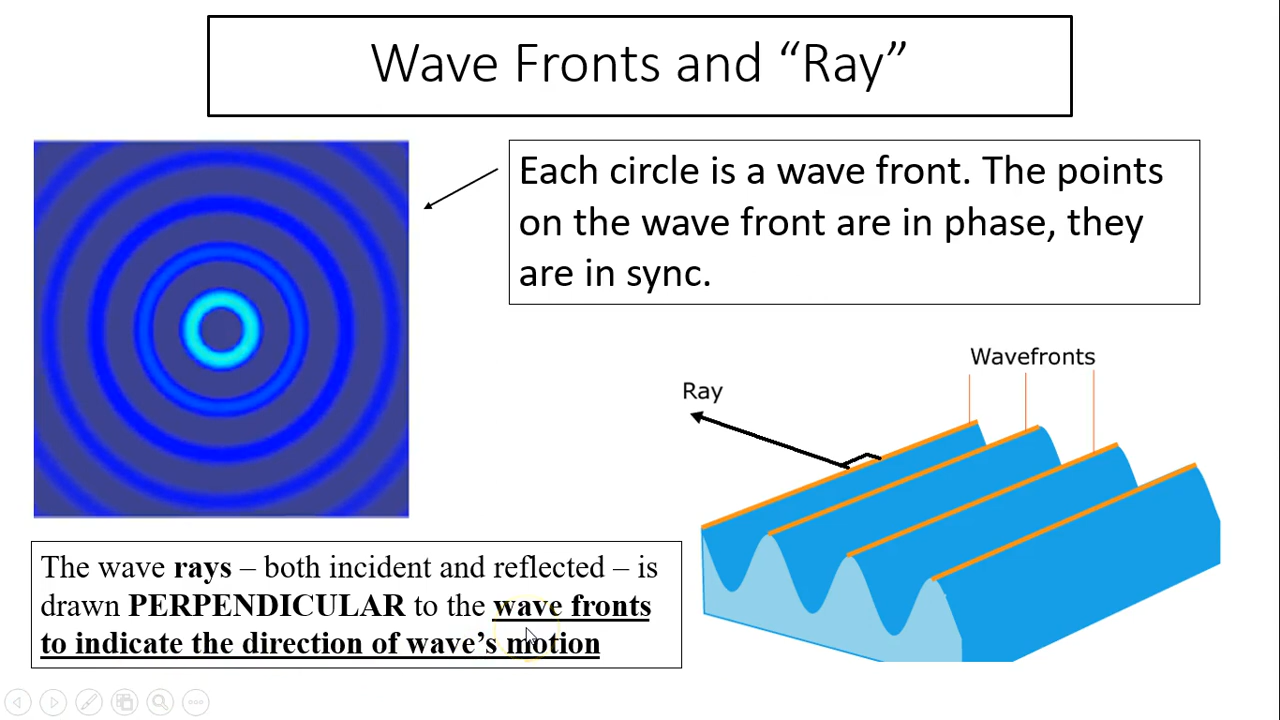 Wave Fronts and “Ray”
Each circle is a wave front. The points
on the wave front are in phase, they
are in sync.
Wavefronts
Ray
The wave rays – both incident and reflected – is
drawn PERPENDICULAR to the wave fronts
to indicate the direction of wave’s motion